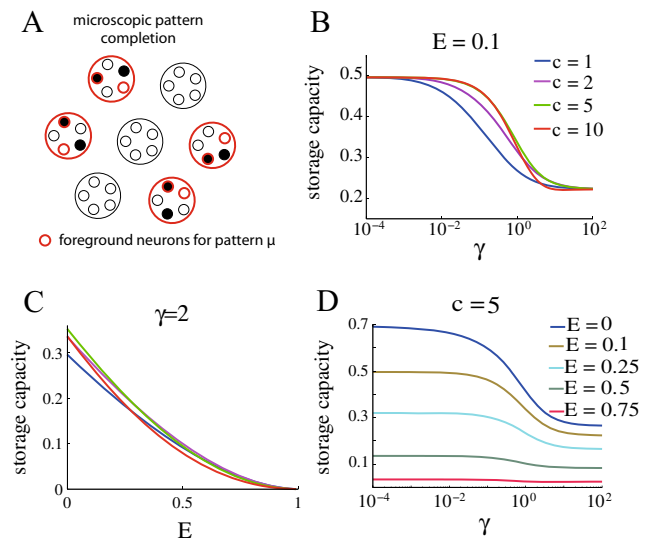 A
microscopic pattern
completion
foreground neurons for pattern μ
B
E = 0.1
storage capacity
0.5
0.4
0.3
0.2
10⁻⁴
10⁻²
10⁰
10²
γ
c = 1
c = 2
c = 5
c = 10
C
γ=2
storage capacity
0.3
0.2
0.1
0
0
0.5
1
E
D
c = 5
storage capacity
0.7
0.5
0.3
0.1
10⁻⁴
10⁻²
10⁰
10²
γ
E = 0
E = 0.1
E = 0.25
E = 0.5
E = 0.75